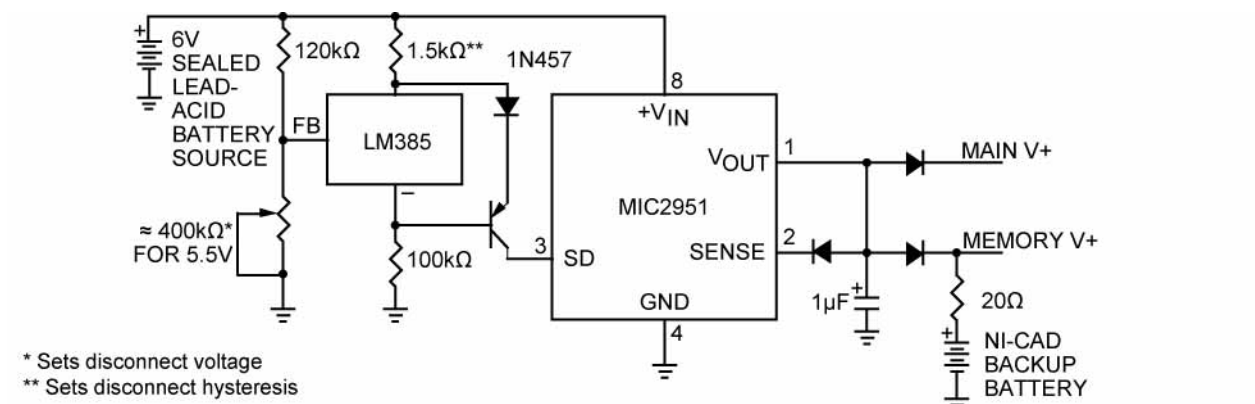 +
6V
SEALED
LEAD-
ACID
BATTERY
SOURCE
120kΩ
1.5kΩ**
1N457
FB
LM385
–
≈ 400kΩ*
FOR 5.5V
100kΩ
8
+VIN
VOUT
1
MAIN V+
MIC2951
3
SD
SENSE
2
MEMORY V+
GND
4
1µF
+
20Ω
+
NI-CAD
BACKUP
BATTERY
* Sets disconnect voltage
** Sets disconnect hysteresis